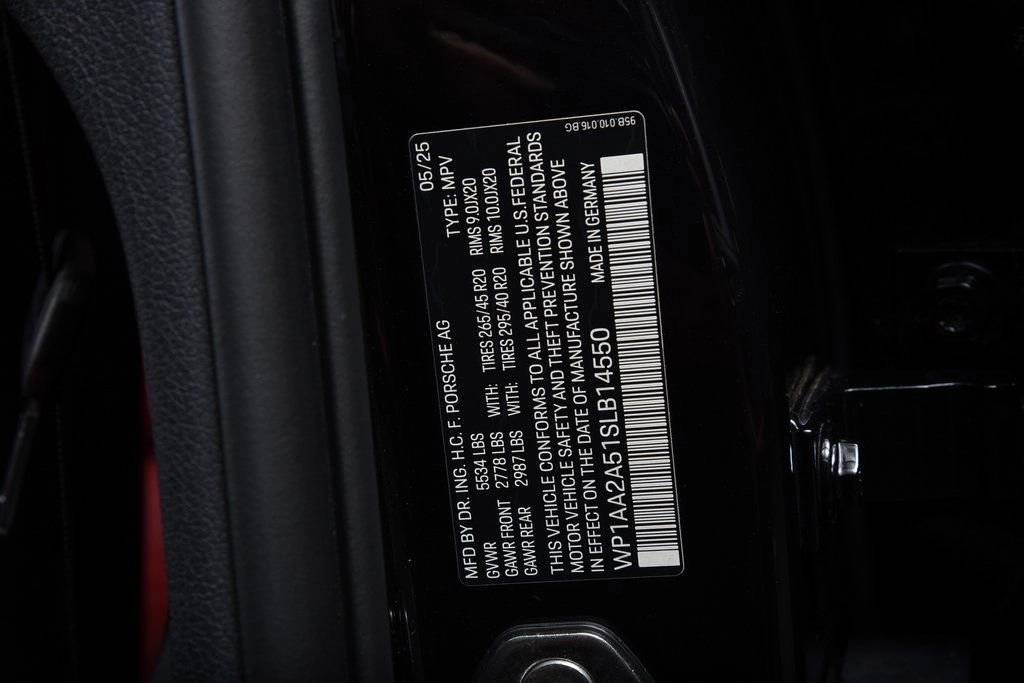 MFD BY DR. ING. H.C. F. PORSCHE AG 05/25
GVWR 5534 LBS TYPE: MPV
GAWR FRONT 2778 LBS WITH: TIRES 265/45 R20 RIMS 9.0JX20
GAWR REAR 2987 LBS WITH: TIRES 295/40 R20 RIMS 10.0JX20
THIS VEHICLE CONFORMS TO ALL APPLICABLE U.S. FEDERAL
MOTOR VEHICLE SAFETY AND THEFT PREVENTION STANDARDS
IN EFFECT ON THE DATE OF MANUFACTURE SHOWN ABOVE
WP1AA2A51SLB14550 MADE IN GERMANY
95B.010.016.BG